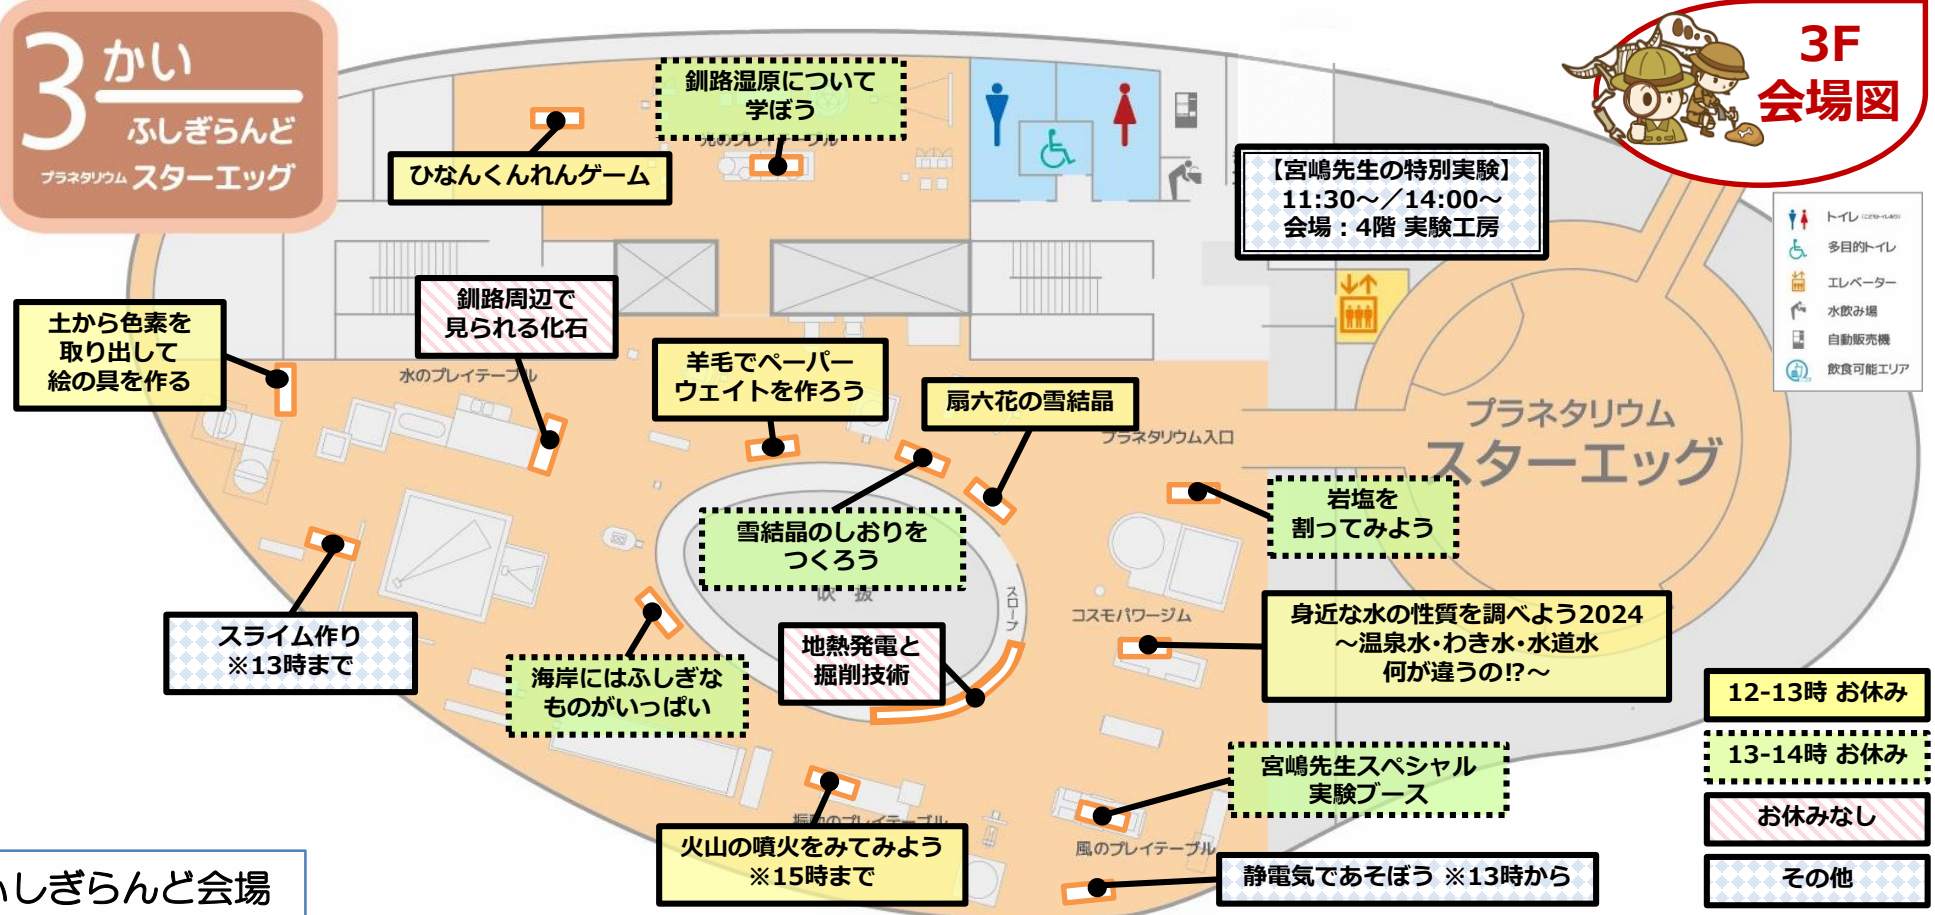 3かい
ふしぎらんど
プラネタリウム スターエッグ
3F
会場図
釧路湿原について
学ぼう
ひなんくんれんゲーム
【宮嶋先生の特別実験】
11:30～／14:00～
会場：4階 実験工房
トイレ
多目的トイレ
エレベーター
水飲み場
自動販売機
飲食可能エリア
釧路周辺で
見られる化石
土から色素を
取り出して
絵の具を作る
水のプレイテーブル
羊毛でペーパー
ウェイトを作ろう
扇六花の雪結晶
プラネタリウム入口
プラネタリウム
スターエッグ
岩塩を
割ってみよう
雪結晶のしおりを
つくろう
吹 抜
スロープ
コスモパワージム
身近な水の性質を調べよう2024
～温泉水・わき水・水道水
何が違うの!?～
スライム作り
※13時まで
海岸にはふしぎな
ものがいっぱい
地熱発電と
掘削技術
宮嶋先生スペシャル
実験ブース
火山の噴火をみてみよう
※15時まで
風のプレイテーブル
静電気であそぼう ※13時から
12-13時 お休み
13-14時 お休み
お休みなし
その他
しぎらんど会場